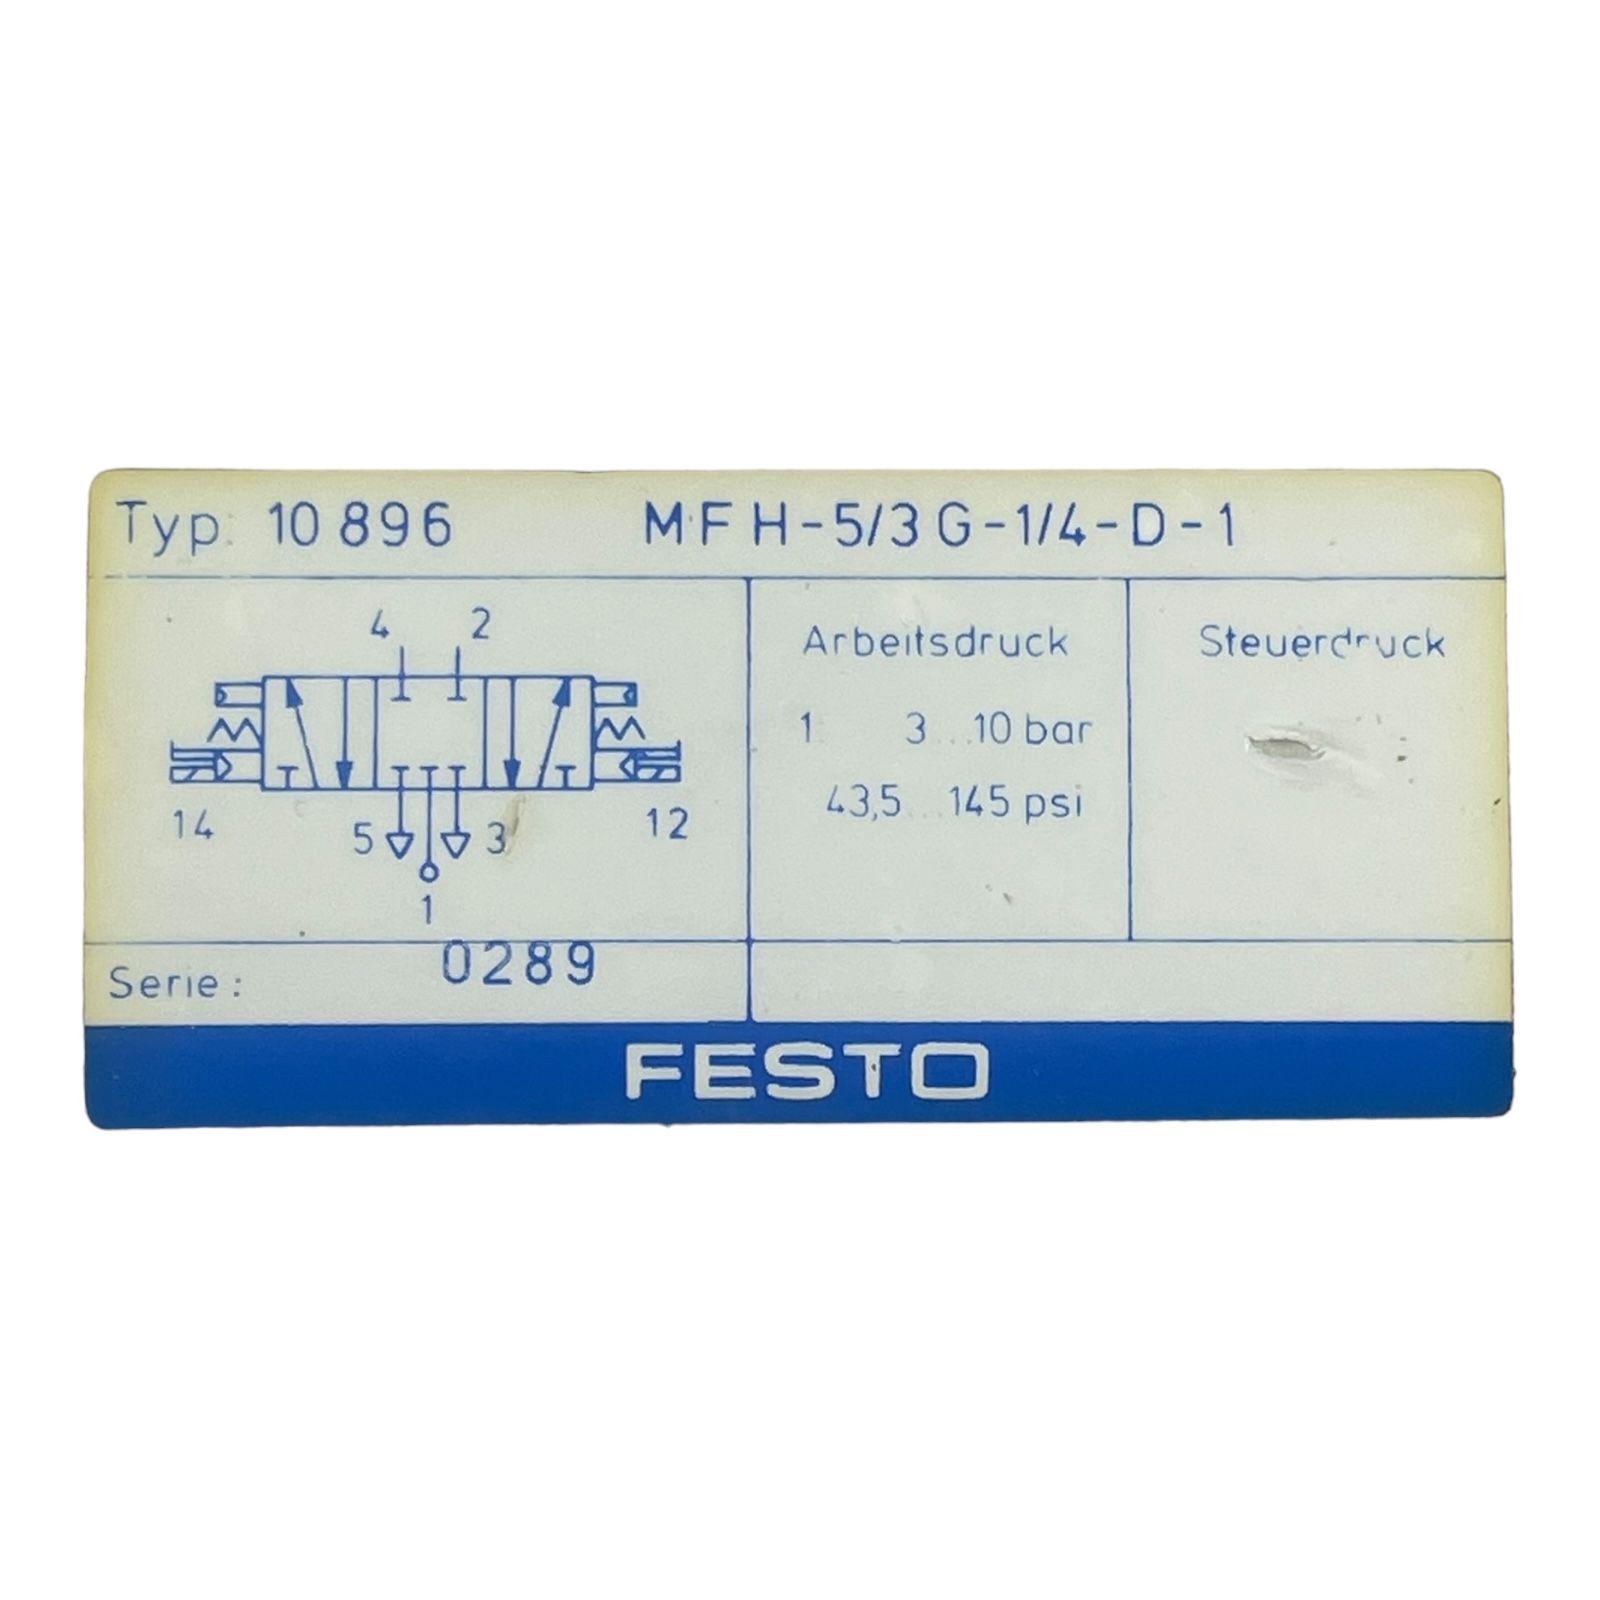 Typ: 10 896 MFH-5/3 G-1/4-D-1
4 2
14 5 3 12
1
Arbeitsdruck
1: 3...10 bar
43,5...145 psi
Steuerdruck
Serie: 0289
FESTO